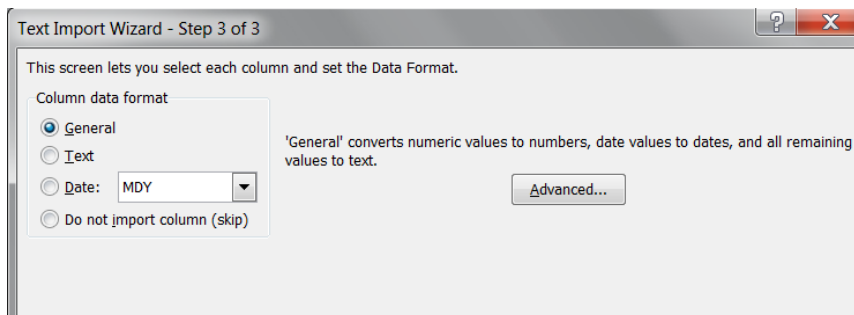 Text Import Wizard - Step 3 of 3
This screen lets you select each column and set the Data Format.
Column data format
General
Text
Date: MDY
Do not import column (skip)
'General' converts numeric values to numbers, date values to dates, and all remaining
values to text.
Advanced...